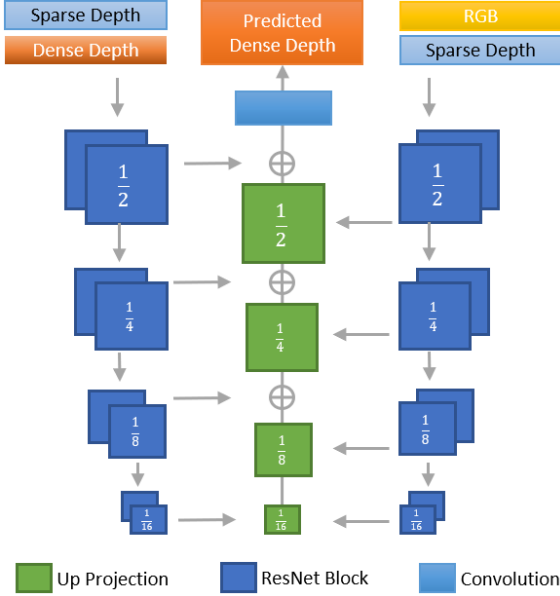 Sparse Depth
Dense Depth
Predicted
Dense Depth
RGB
Sparse Depth
1/2
1/2
1/2
1/4
1/4
1/4
1/8
1/8
1/8
1/16
1/16
1/16
Up Projection
ResNet Block
Convolution